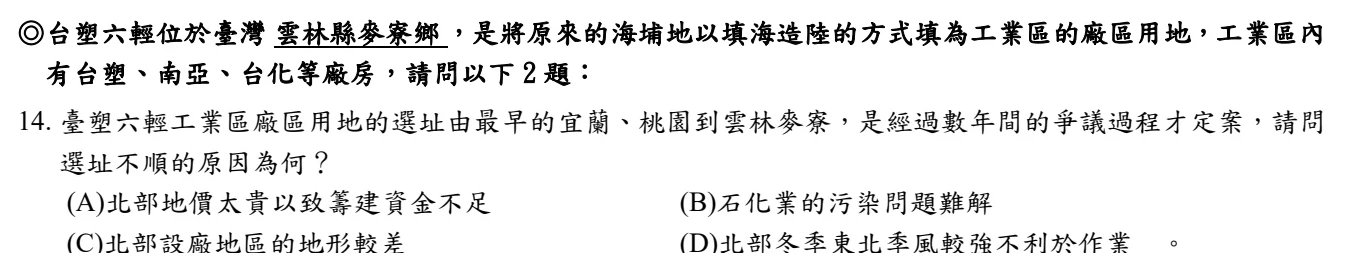 ◎台塑六輕位於臺灣 雲林縣麥寮鄉，是將原來的海埔地以填海造陸的方式填為工業區的廠區用地，工業區內
有台塑、南亞、台化等廠房，請問以下 2 題：
14. 臺塑六輕工業區廠區用地的選址由最早的宜蘭、桃園到雲林麥寮，是經過數年間的爭議過程才定案，請問
選址不順的原因為何？
(A)北部地價太貴以致籌建資金不足 (B)石化業的污染問題難解
(C)北部設廠地區的地形較差 (D)北部冬季東北季風較強不利於作業 。